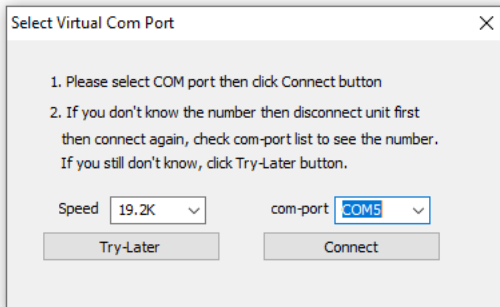 Select Virtual Com Port
1. Please select COM port then click Connect button
2. If you don't know the number then disconnect unit first
then connect again, check com-port list to see the number.
If you still don't know, click Try-Later button.
Speed 19.2K com-port COM5
Try-Later Connect